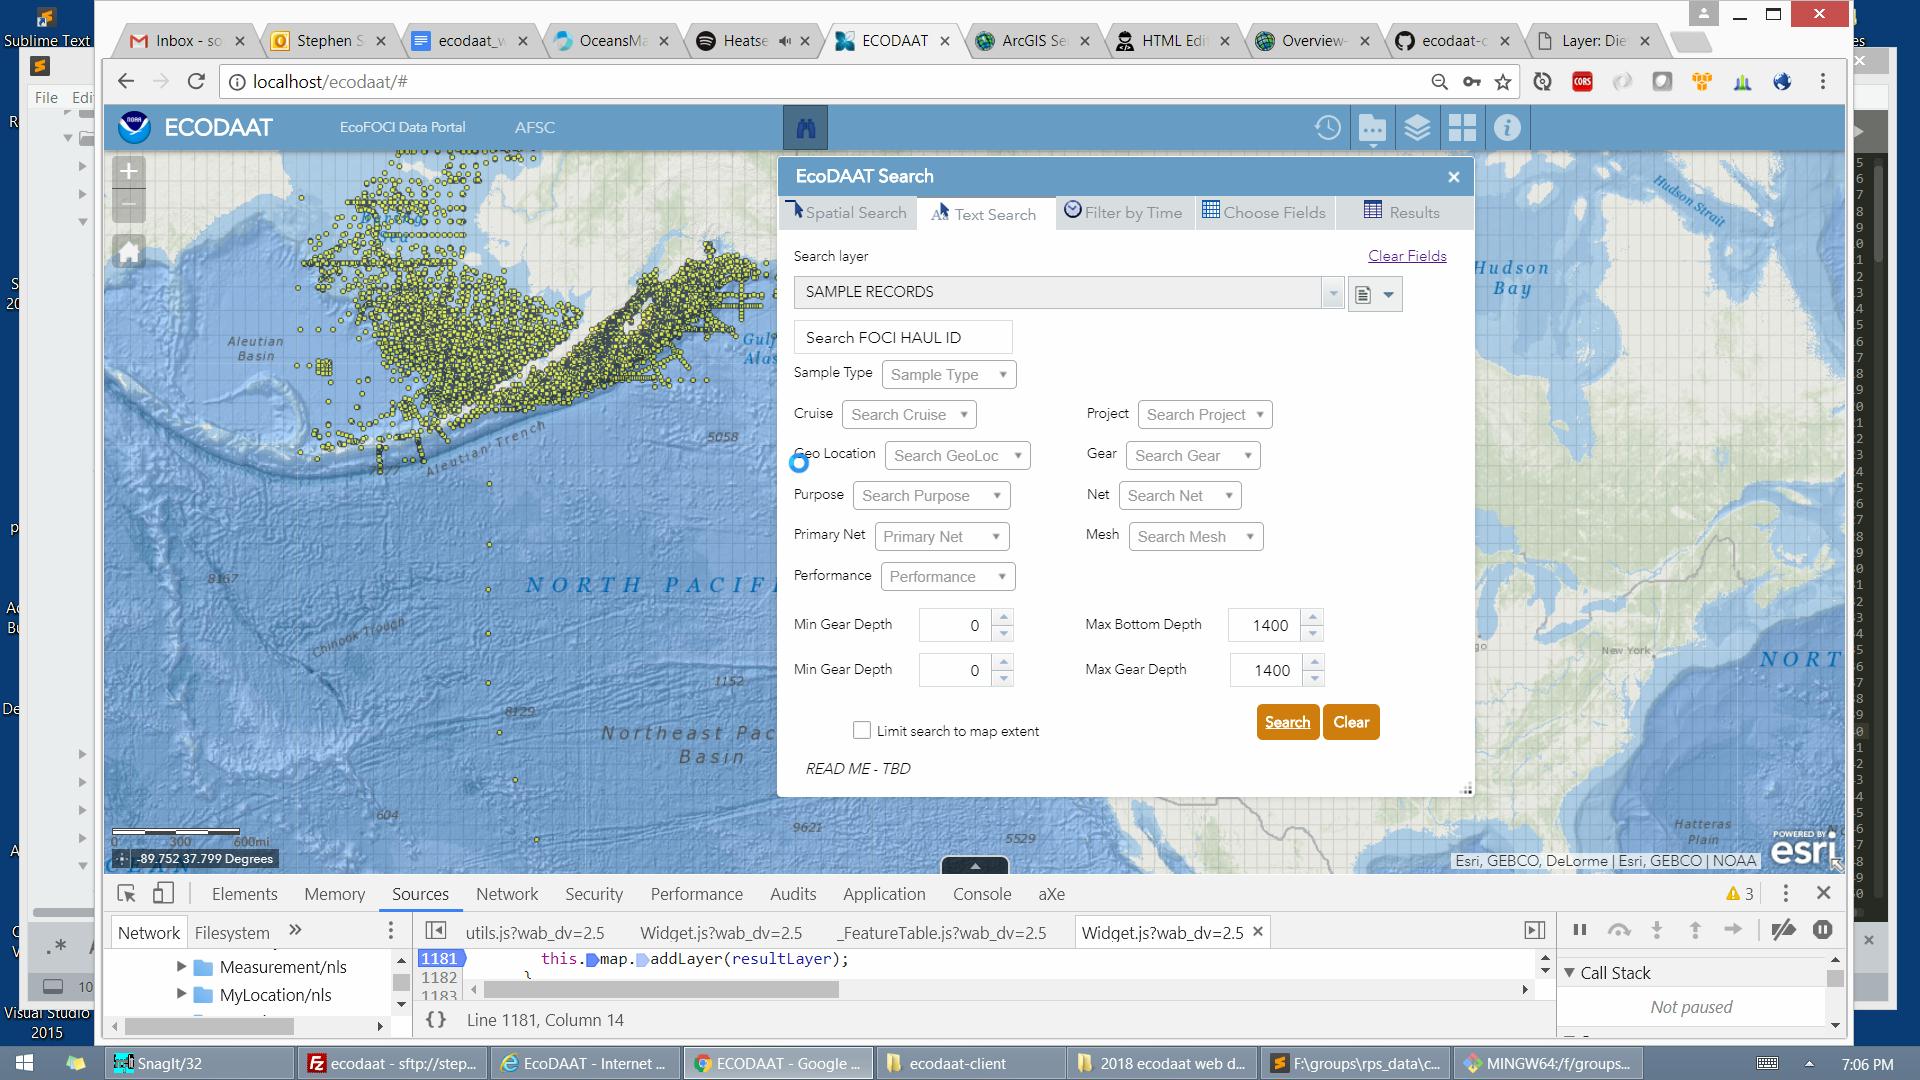 Sublime Text
Inbox - so
Stephen S
ecodaat_w
OceansMa
Heatse
ECODAAT
ArcGIS Se
HTML Edi
Overview-
ecodaat-c
Layer: Die
localhost/ecodaat/#
CORS
File Edi
NOAA
ECODAAT
EcoFOCI Data Portal
AFSC
EcoDAAT Search
Spatial Search
Text Search
Filter by Time
Choose Fields
Results
Search layer
Clear Fields
SAMPLE RECORDS
Search FOCI HAUL ID
Sample Type
Sample Type
Cruise
Search Cruise
Project
Search Project
Geo Location
Search GeoLoc
Gear
Search Gear
Purpose
Search Purpose
Net
Search Net
Primary Net
Primary Net
Mesh
Search Mesh
Performance
Performance
Min Gear Depth
0
Max Bottom Depth
1400
Min Gear Depth
0
Max Gear Depth
1400
Search
Clear
Limit search to map extent
READ ME - TBD
Hudson Strait
Hudson
Bay
Aleutian
Basin
Aleutian Trench
5058
8167
NORTH PACIFI
Chinook Trough
1152
8129
Northeast Pac
Basin
604
9621
5529
New York
NORT
Hatteras
Plain
0 300 600mi
-89.752 37.799 Degrees
Esri, GEBCO, DeLorme | Esri, GEBCO | NOAA
POWERED BY
esri
Elements
Memory
Sources
Network
Security
Performance
Audits
Application
Console
aXe
3
Network
Filesystem
utils.js?wab_dv=2.5
Widget.js?wab_dv=2.5
_FeatureTable.js?wab_dv=2.5
Widget.js?wab_dv=2.5
Measurement/nls
MyLocation/nls
1181 this.map.addLayer(resultLayer);
1182 }
1183
{} Line 1181, Column 14
Call Stack
Not paused
Visual Studio
2015
SnagIt/32
ecodaat - sftp://step...
EcoDAAT - Internet ...
ECODAAT - Google ...
ecodaat-client
2018 ecodaat web d...
F:\groups\rps_data\c...
MINGW64:/f/groups...
7:06 PM